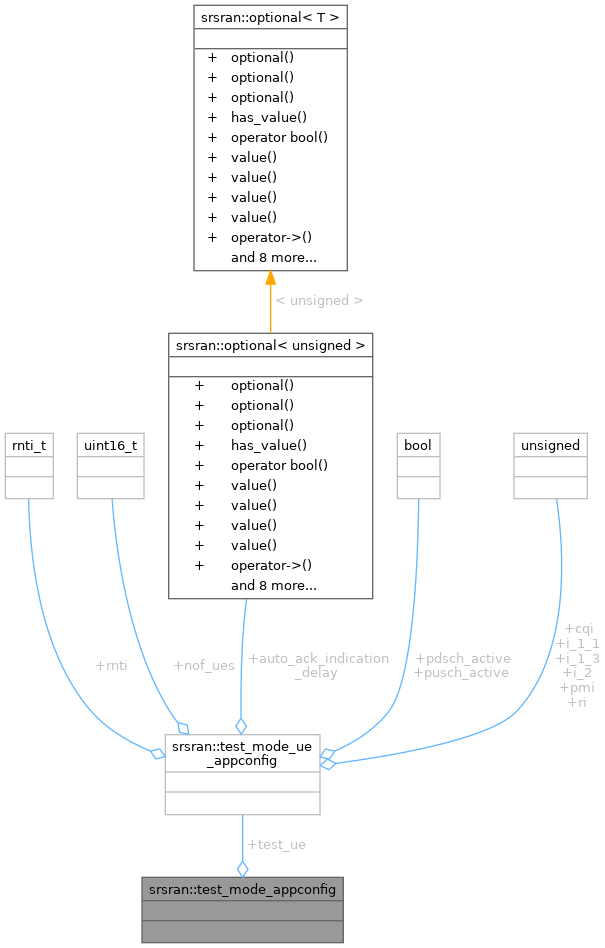 srsran::optional< T >
+ optional()
+ optional()
+ optional()
+ has_value()
+ operator bool()
+ value()
+ value()
+ value()
+ value()
+ operator->()
and 8 more...
< unsigned >
srsran::optional< unsigned >
+ optional()
+ optional()
+ optional()
+ has_value()
+ operator bool()
+ value()
+ value()
+ value()
+ value()
+ operator->()
and 8 more...
rnti_t
uint16_t
bool
unsigned
+rnti
+nof_ues
+auto_ack_indication
_delay
+pdsch_active
+pusch_active
+cqi
+i_1_1
+i_1_3
+i_2
+pmi
+ri
srsran::test_mode_ue
_appconfig
+test_ue
srsran::test_mode_appconfig